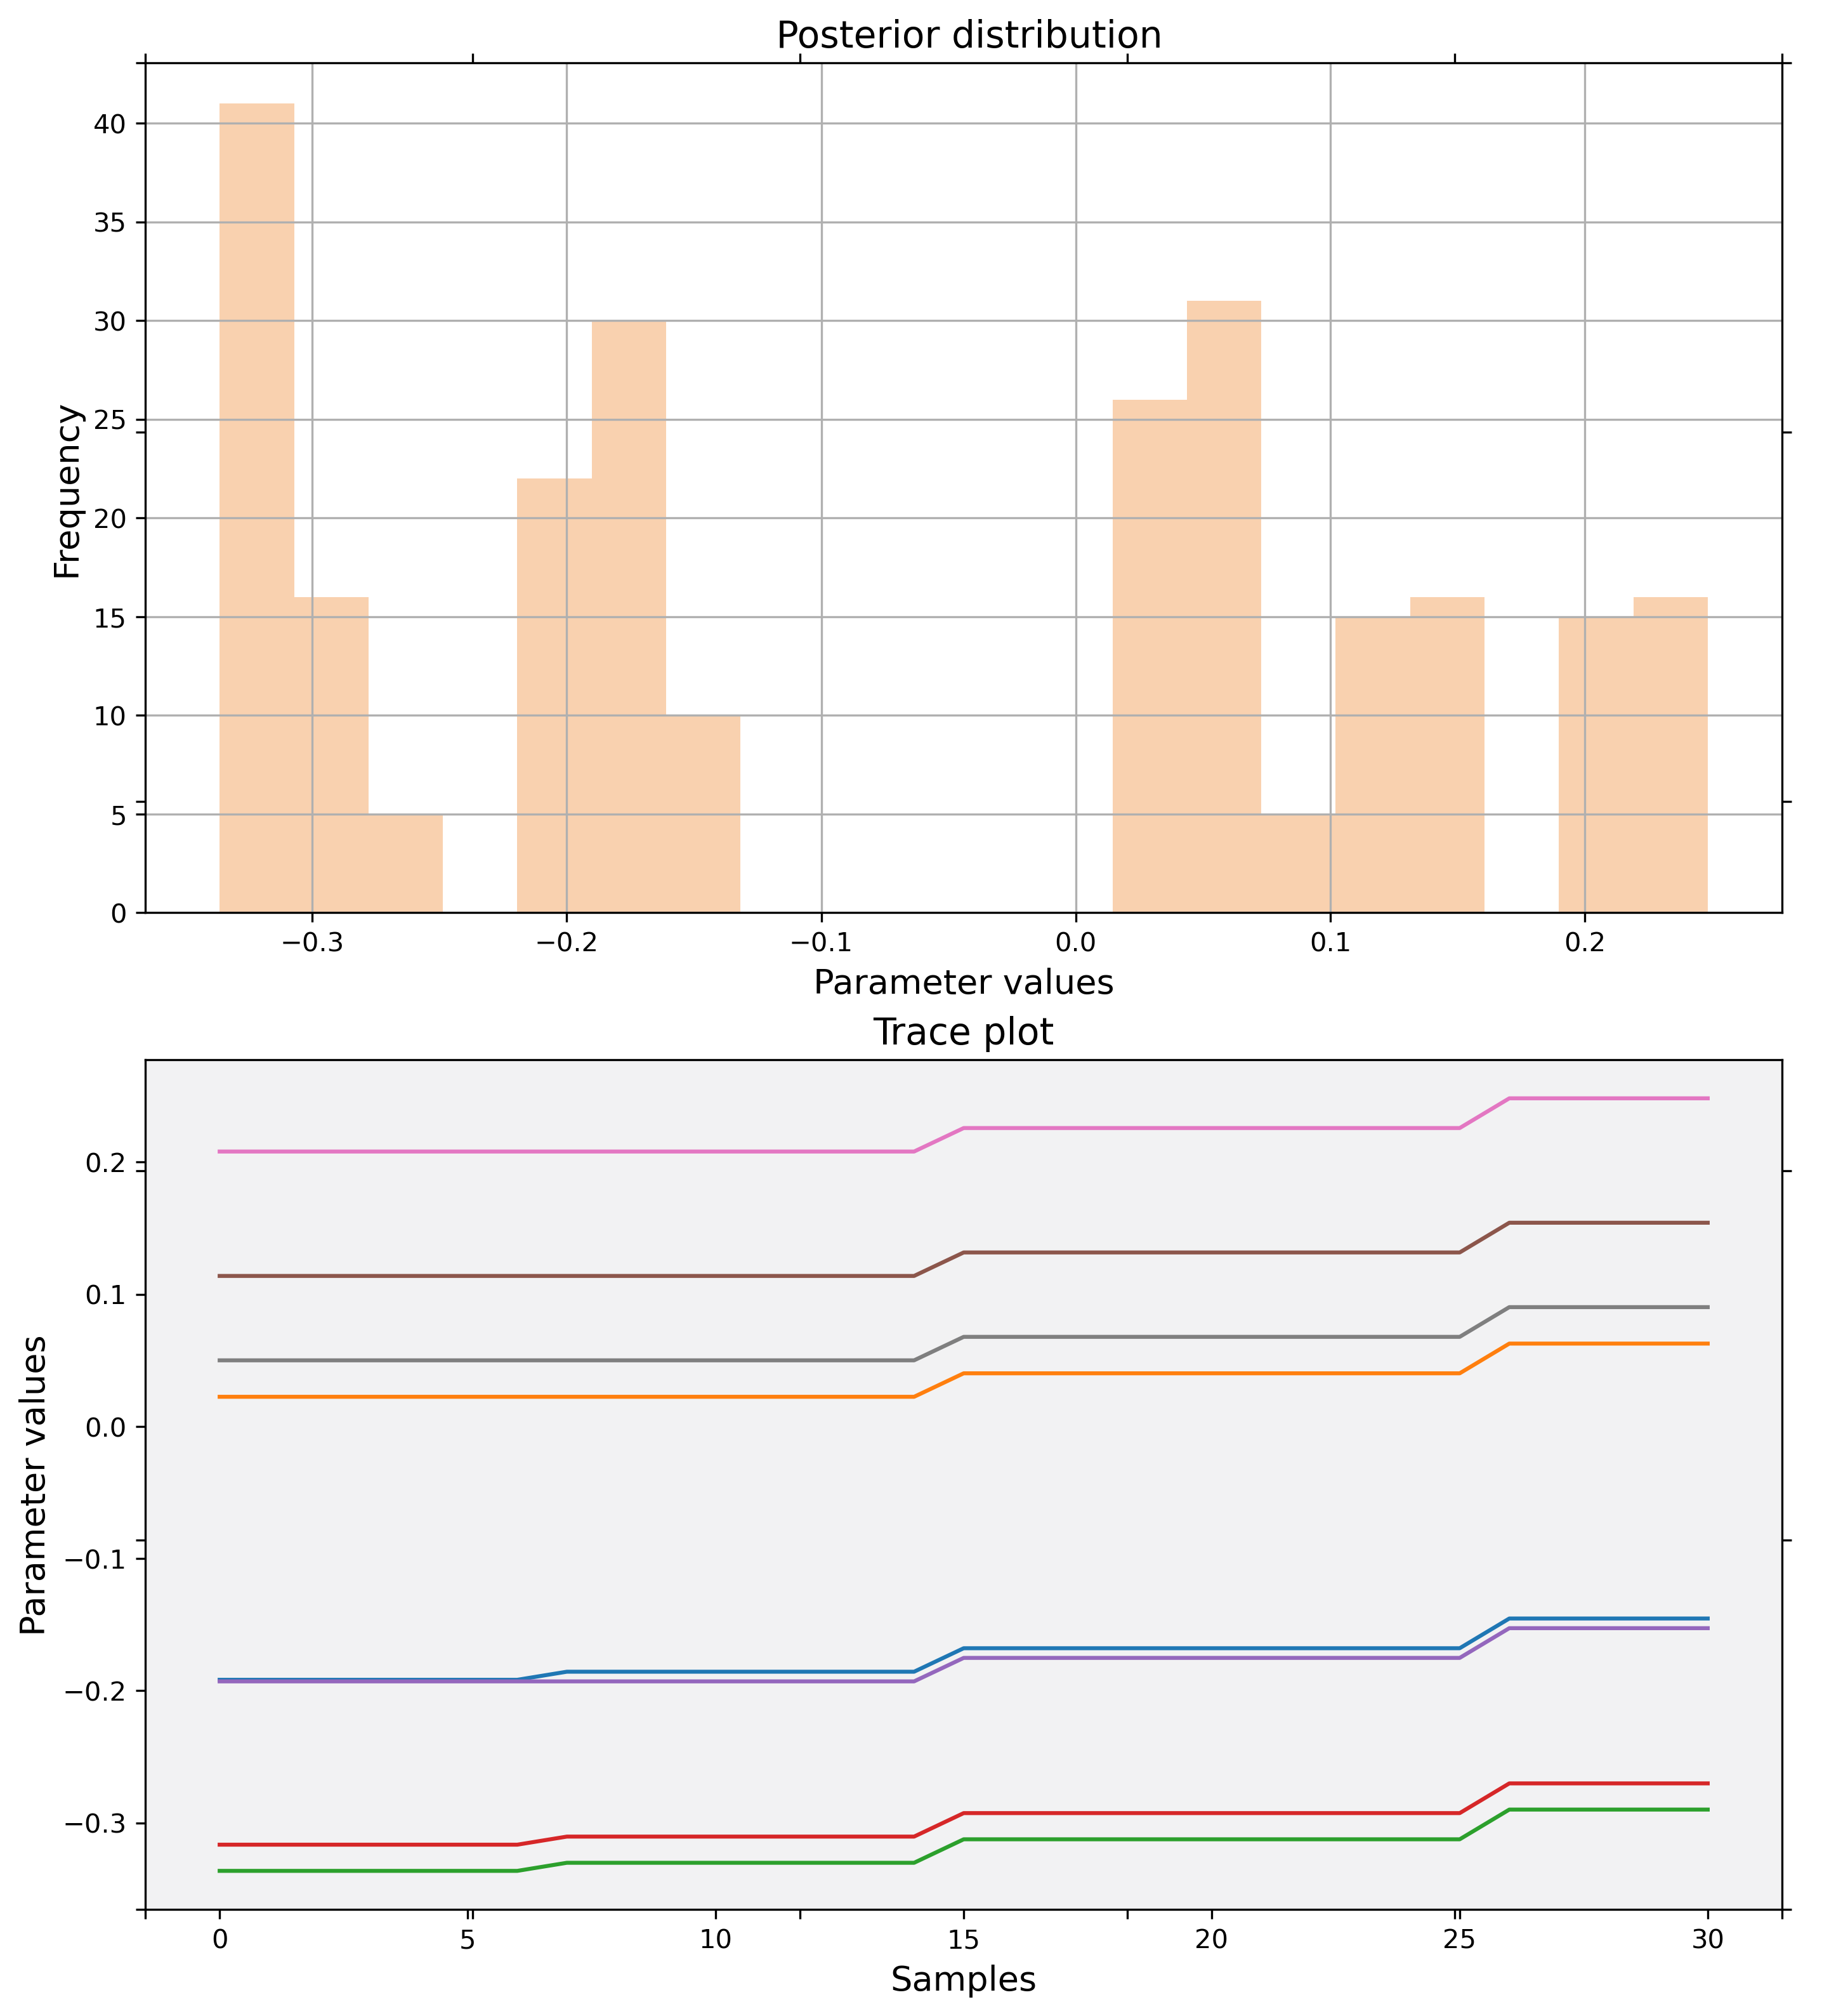 Posterior distribution
40
35
30
25
20
15
10
5
0
Frequency
−0.3 −0.2 −0.1 0.0 0.1 0.2
Parameter values
Trace plot
0.2
0.1
0.0
−0.1
−0.2
−0.3
Parameter values
0 5 10 15 20 25 30
Samples